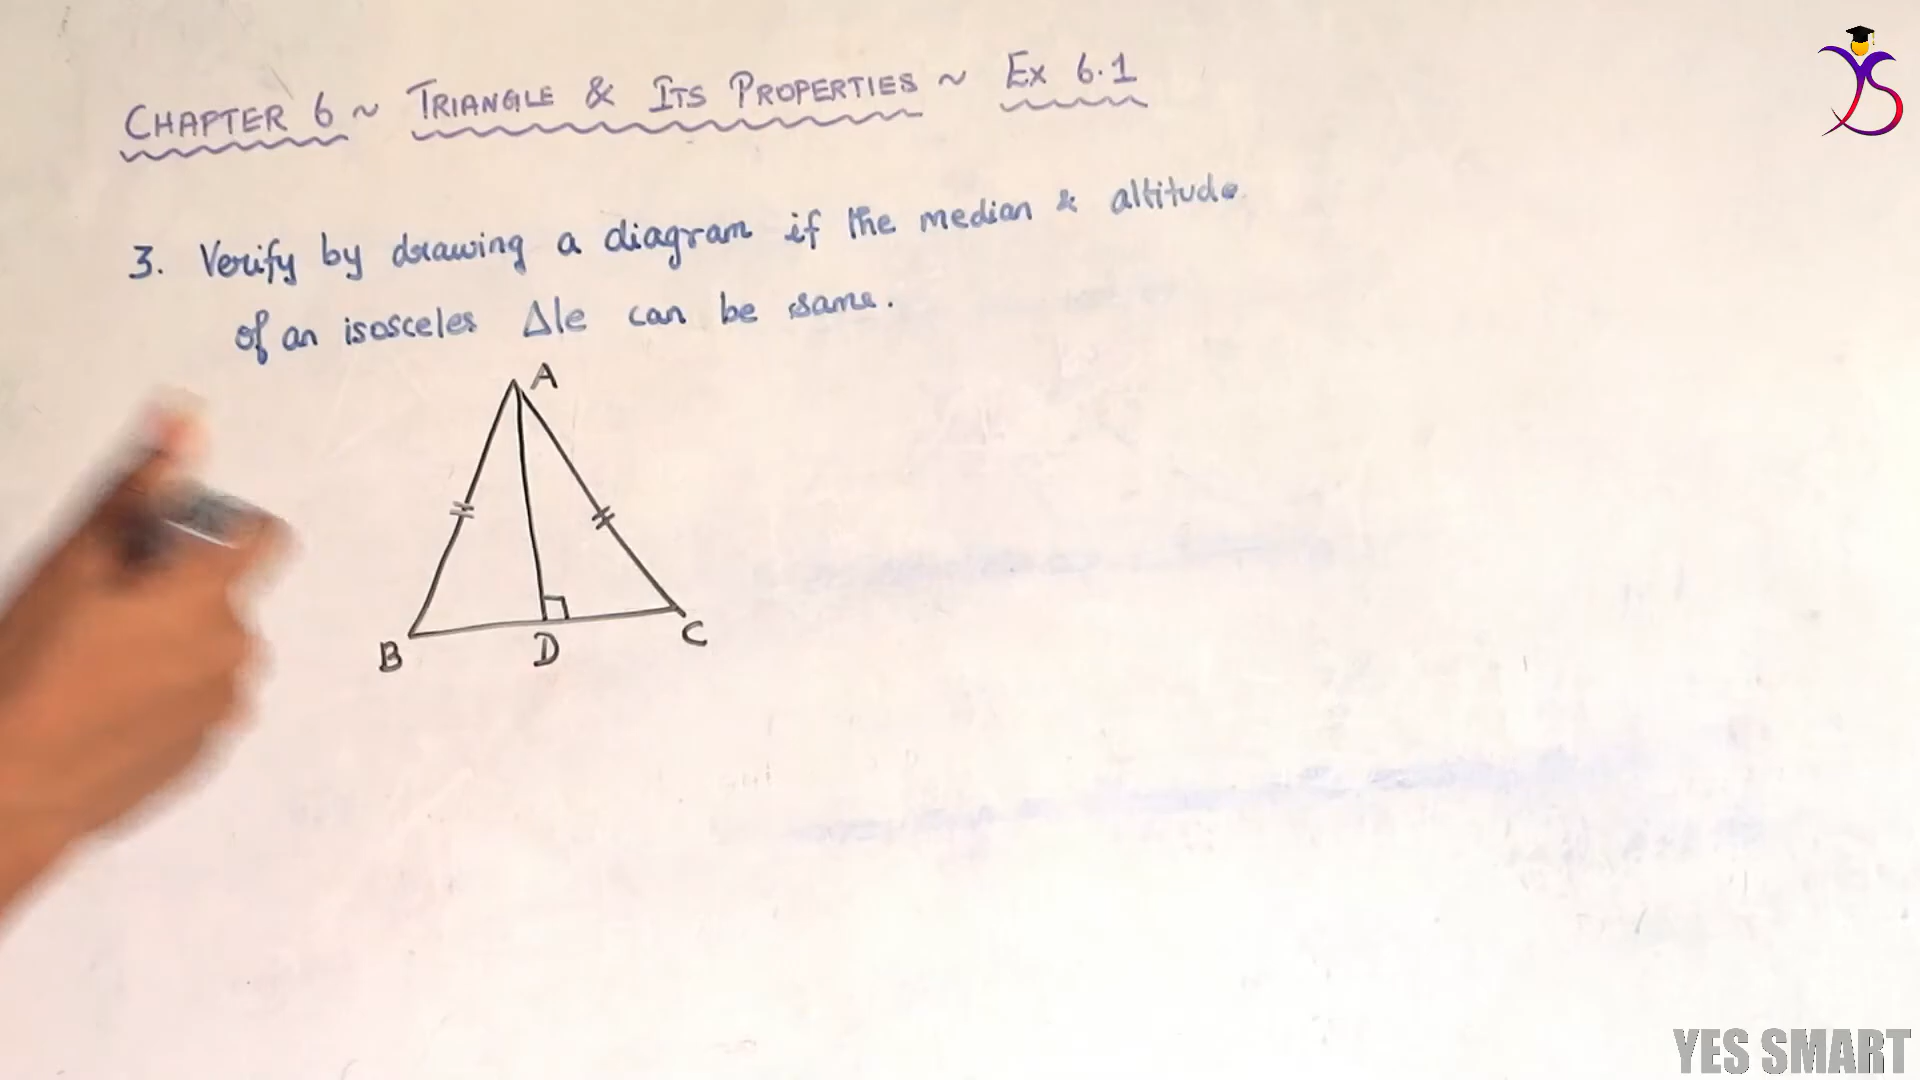 CHAPTER 6 ~ TRIANGLE & ITS PROPERTIES ~ Ex 6.1
3. Verify by drawing a diagram if the median & altitude
of an isosceles Δle can be same.
A
B
D
C
YES SMART